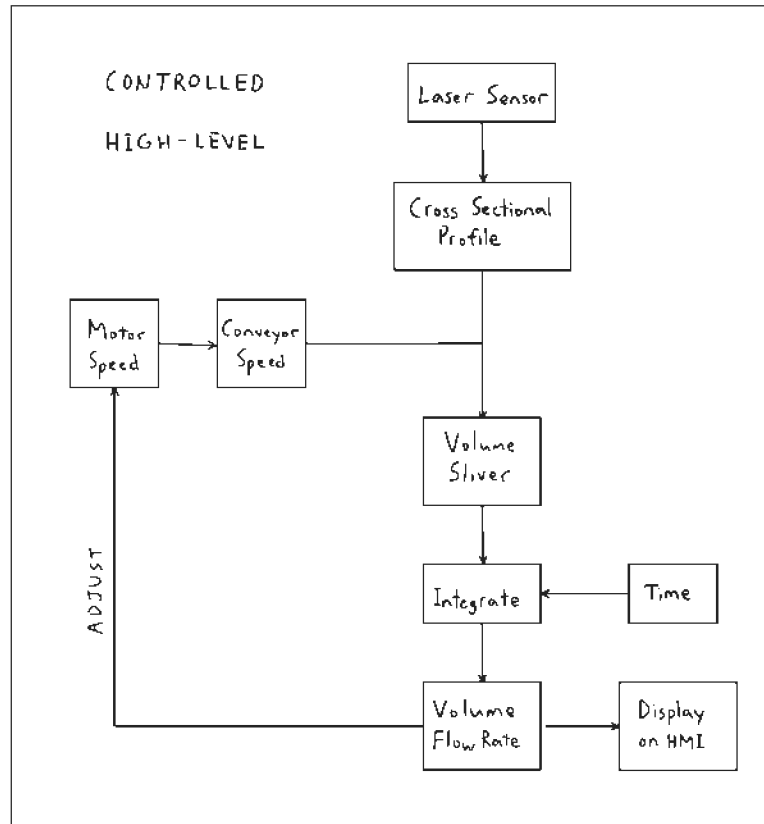 CONTROLLED
HIGH-LEVEL
Laser Sensor
Cross Sectional
Profile
Motor
Speed
Conveyor
Speed
Volume
Sliver
ADJUST
Integrate
Time
Volume
Flow Rate
Display
on HMI